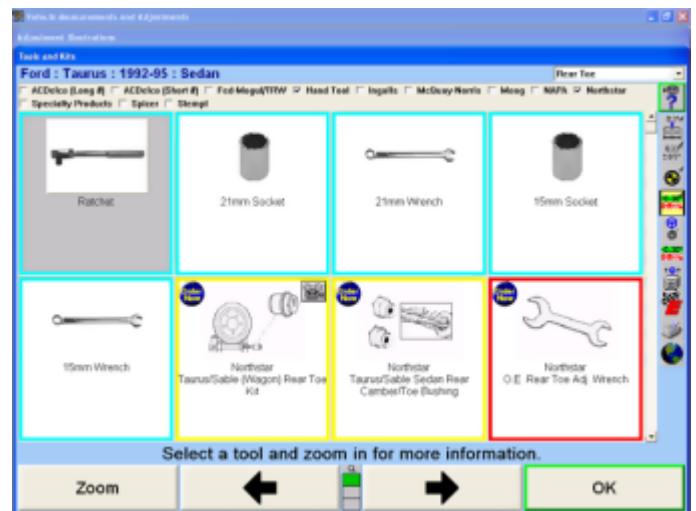 Vehicle Measurements and Adjustments
Adjustment Illustrations
Tools and Kits
Ford : Taurus : 1992-95 : Sedan
Rear Toe
ACDelco (Long #) ACDelco (Short #) Fed-Mogul/TRW Hand Tool Ingalls McQuay-Norris Moog NAPA Northstar
Specialty Products Spicer Stempf
Ratchet
21mm Socket
21mm Wrench
15mm Socket
15mm Wrench
Order Now
Northstar
Taurus/Sable (Wagon) Rear Toe
Kit
Order Now
Northstar
Taurus/Sable Sedan Rear
Camber/Toe Bushing
Order Now
Northstar
O.E. Rear Toe Adj. Wrench
Select a tool and zoom in for more information.
Zoom
OK